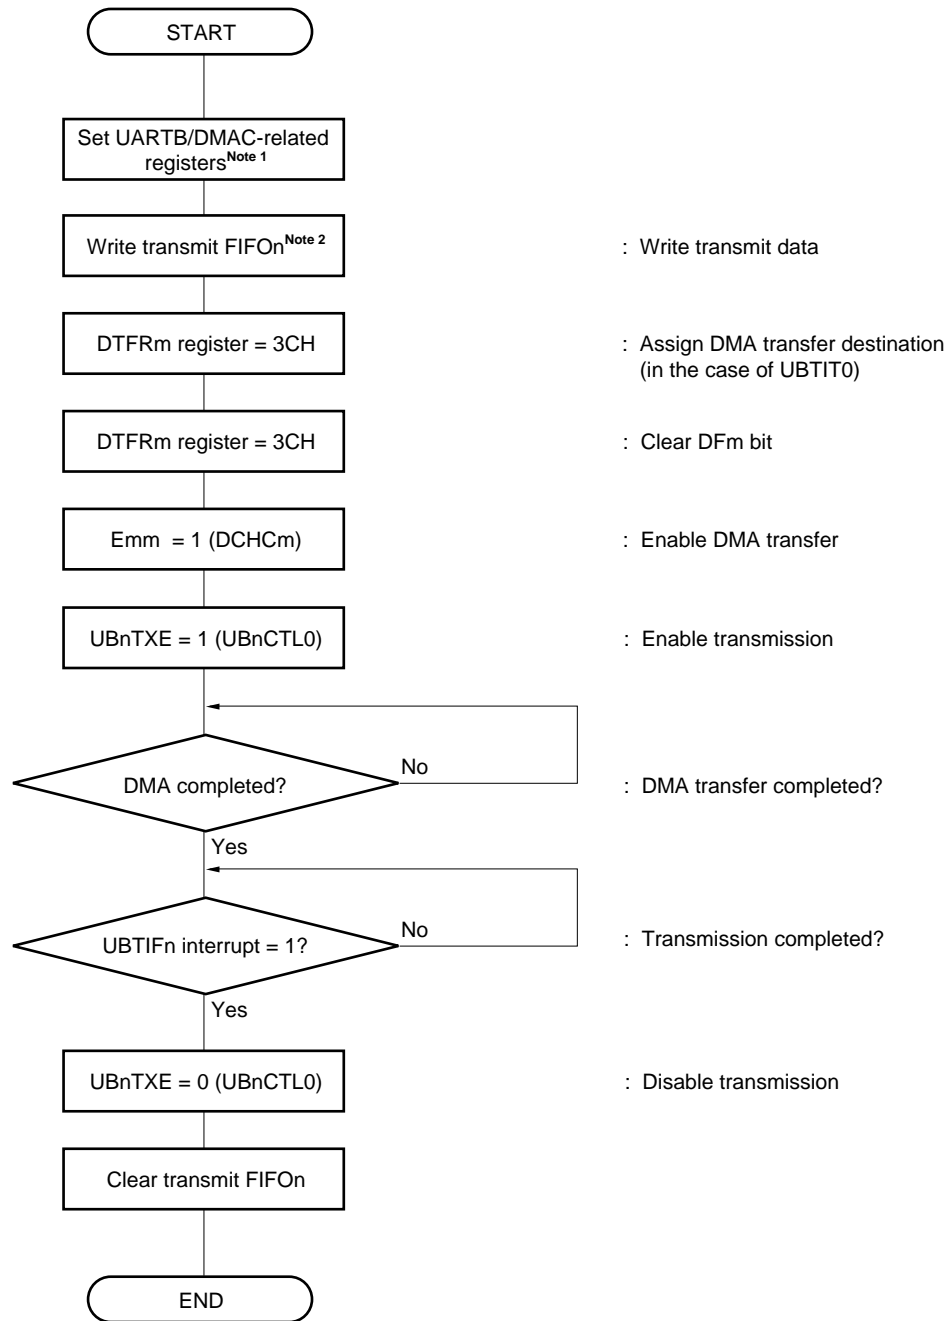 START
Set UARTB/DMAC-related
registersNote 1
Write transmit FIFOnNote 2
: Write transmit data
DTFRm register = 3CH
: Assign DMA transfer destination
(in the case of UBTIT0)
DTFRm register = 3CH
: Clear DFm bit
Emm = 1 (DCHCm)
: Enable DMA transfer
UBnTXE = 1 (UBnCTL0)
: Enable transmission
DMA completed?
No
: DMA transfer completed?
Yes
UBTIFn interrupt = 1?
No
: Transmission completed?
Yes
UBnTXE = 0 (UBnCTL0)
: Disable transmission
Clear transmit FIFOn
END